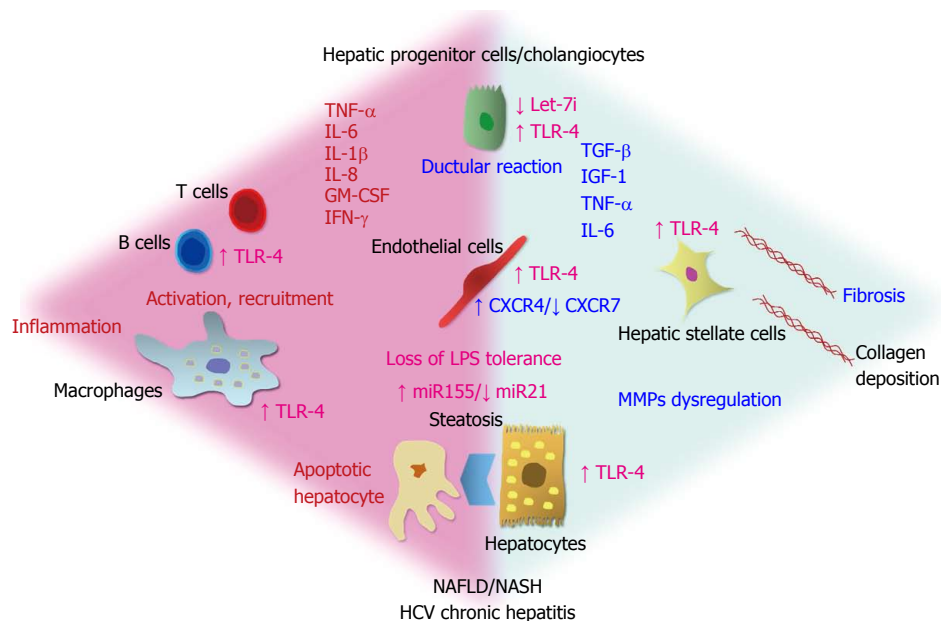 Hepatic progenitor cells/cholangiocytes
TNF-α
IL-6
IL-1β
IL-8
GM-CSF
IFN-γ
↓ Let-7i
↑ TLR-4
Ductular reaction
TGF-β
IGF-1
TNF-α
IL-6
T cells
B cells
↑ TLR-4
Endothelial cells
↑ TLR-4
↑ CXCR4/↓ CXCR7
↑ TLR-4
Hepatic stellate cells
Fibrosis
Collagen
deposition
Activation, recruitment
Inflammation
Macrophages
↑ TLR-4
Loss of LPS tolerance
↑ miR155/↓ miR21
MMPs dysregulation
Steatosis
Apoptotic
hepatocyte
↑ TLR-4
Hepatocytes
NAFLD/NASH
HCV chronic hepatitis